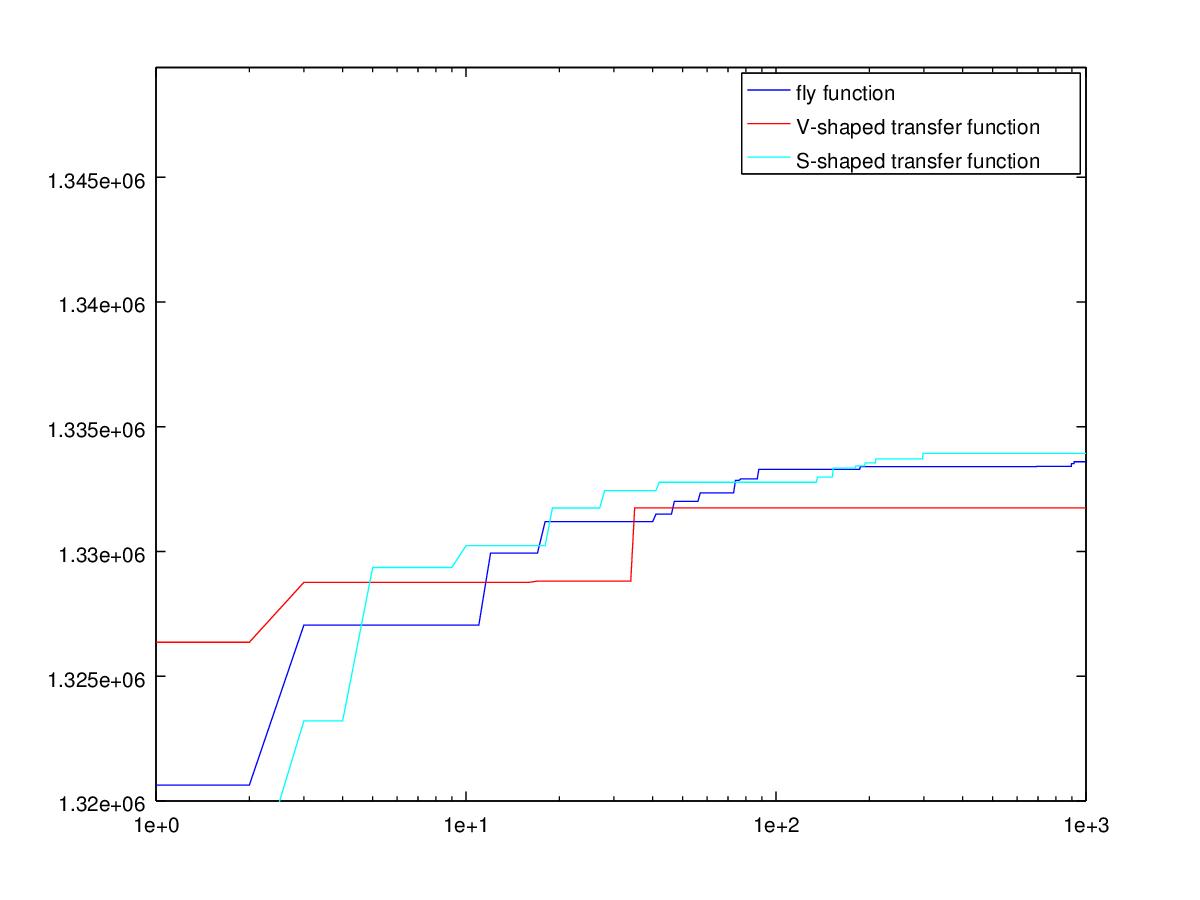 fly function
V-shaped transfer function
S-shaped transfer function
1.345e+06
1.34e+06
1.335e+06
1.33e+06
1.325e+06
1.32e+06
1e+0 1e+1 1e+2 1e+3